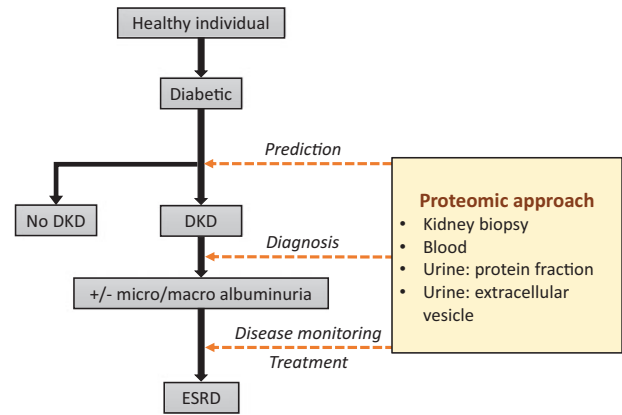 Healthy individual
Diabetic
Prediction
No DKD
DKD
Diagnosis
+/- micro/macro albuminuria
Disease monitoring
Treatment
ESRD
Proteomic approach
• Kidney biopsy
• Blood
• Urine: protein fraction
• Urine: extracellular
vesicle